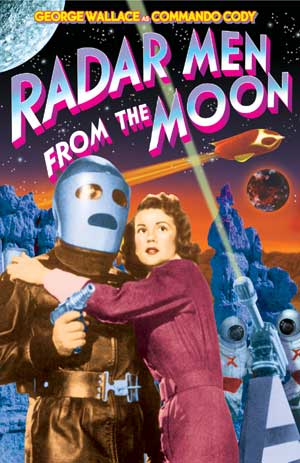 GEORGE WALLACE AS COMMANDO CODY
RADAR MEN
FROM THE MOON